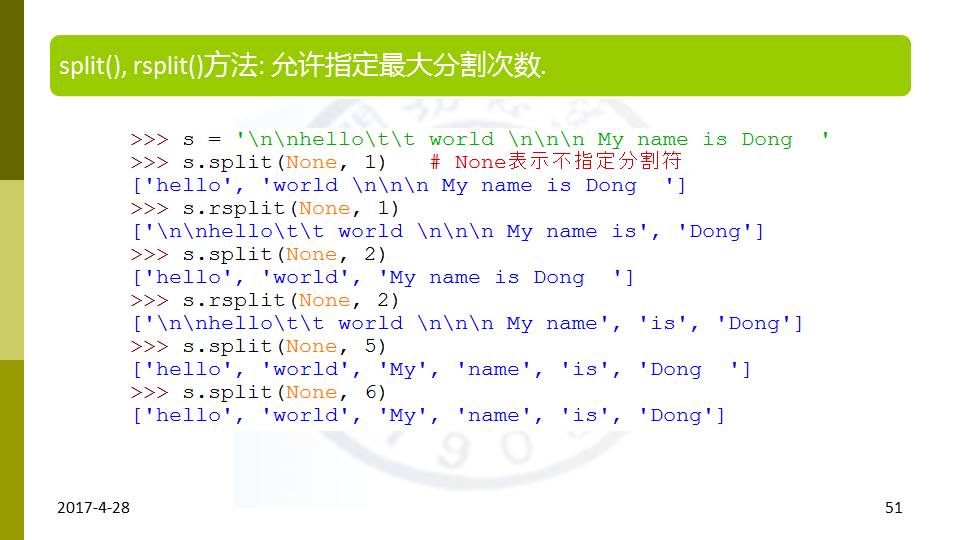 split(), rsplit()方法: 允许指定最大分割次数.
>>> s = '\n\nhello\t\t world \n\n\n My name is Dong  '
>>> s.split(None, 1)   # None表示不指定分割符
['hello', 'world \n\n\n My name is Dong  ']
>>> s.rsplit(None, 1)
['\n\nhello\t\t world \n\n\n My name is', 'Dong']
>>> s.split(None, 2)
['hello', 'world', 'My name is Dong  ']
>>> s.rsplit(None, 2)
['\n\nhello\t\t world \n\n\n My name', 'is', 'Dong']
>>> s.split(None, 5)
['hello', 'world', 'My', 'name', 'is', 'Dong  ']
>>> s.split(None, 6)
['hello', 'world', 'My', 'name', 'is', 'Dong']
2017-4-28
51